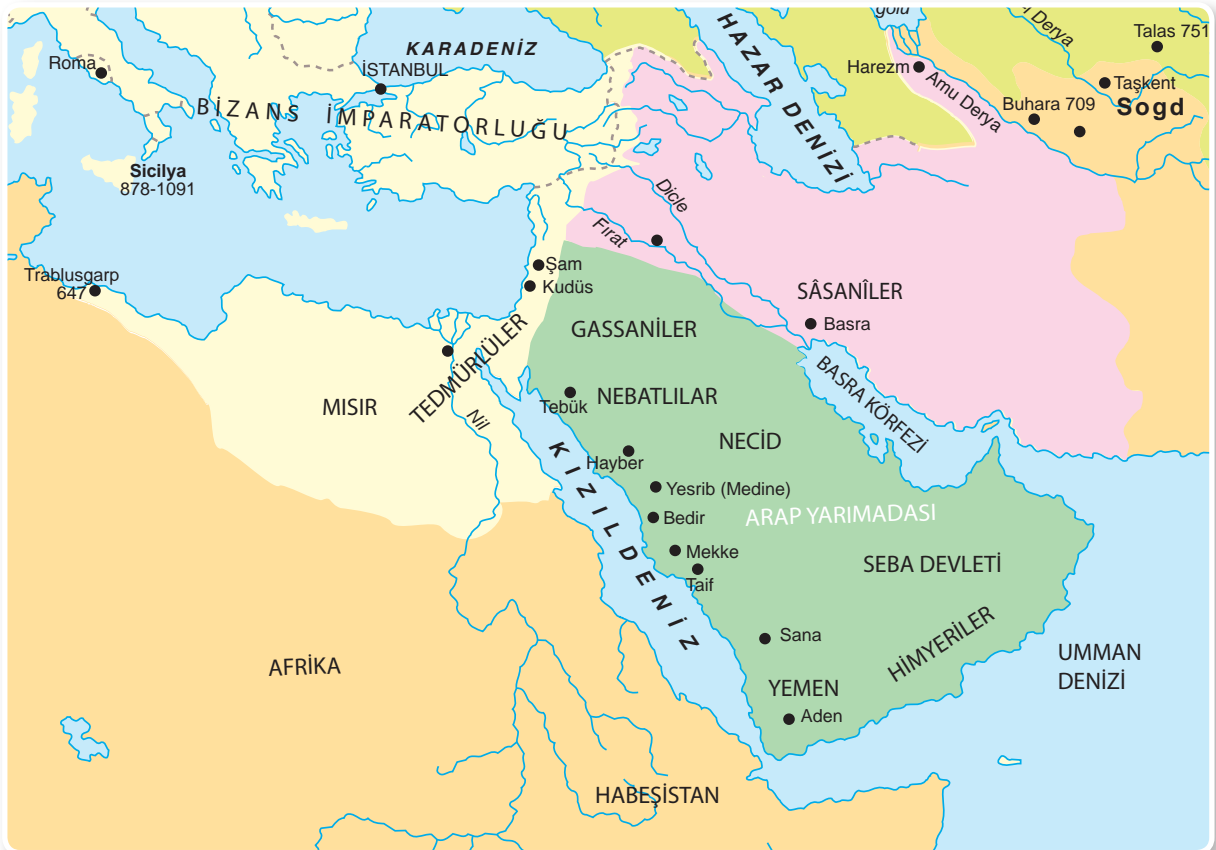 gölü
l Derya
Talas 751
KARADENİZ
Roma
İSTANBUL
HAZAR DENİZİ
Harezm
Amu Derya
Taşkent
Buhara 709
Sogd
BİZANS İMPARATORLUĞU
Sicilya
878-1091
Dicle
Fırat
Trablusgarp
647
Şam
Kudüs
SÂSANÎLER
Basra
GASSANİLER
TEDMÜRLÜLER
BASRA KÖRFEZİ
MISIR
Nil
Tebük
NEBATLILAR
NECİD
KIZILDENİZ
Hayber
Yesrib (Medine)
Bedir
ARAP YARIMADASI
Mekke
Taif
SEBA DEVLETİ
Sana
HİMYERİLER
AFRİKA
UMMAN
DENİZİ
YEMEN
Aden
HABEŞİSTAN